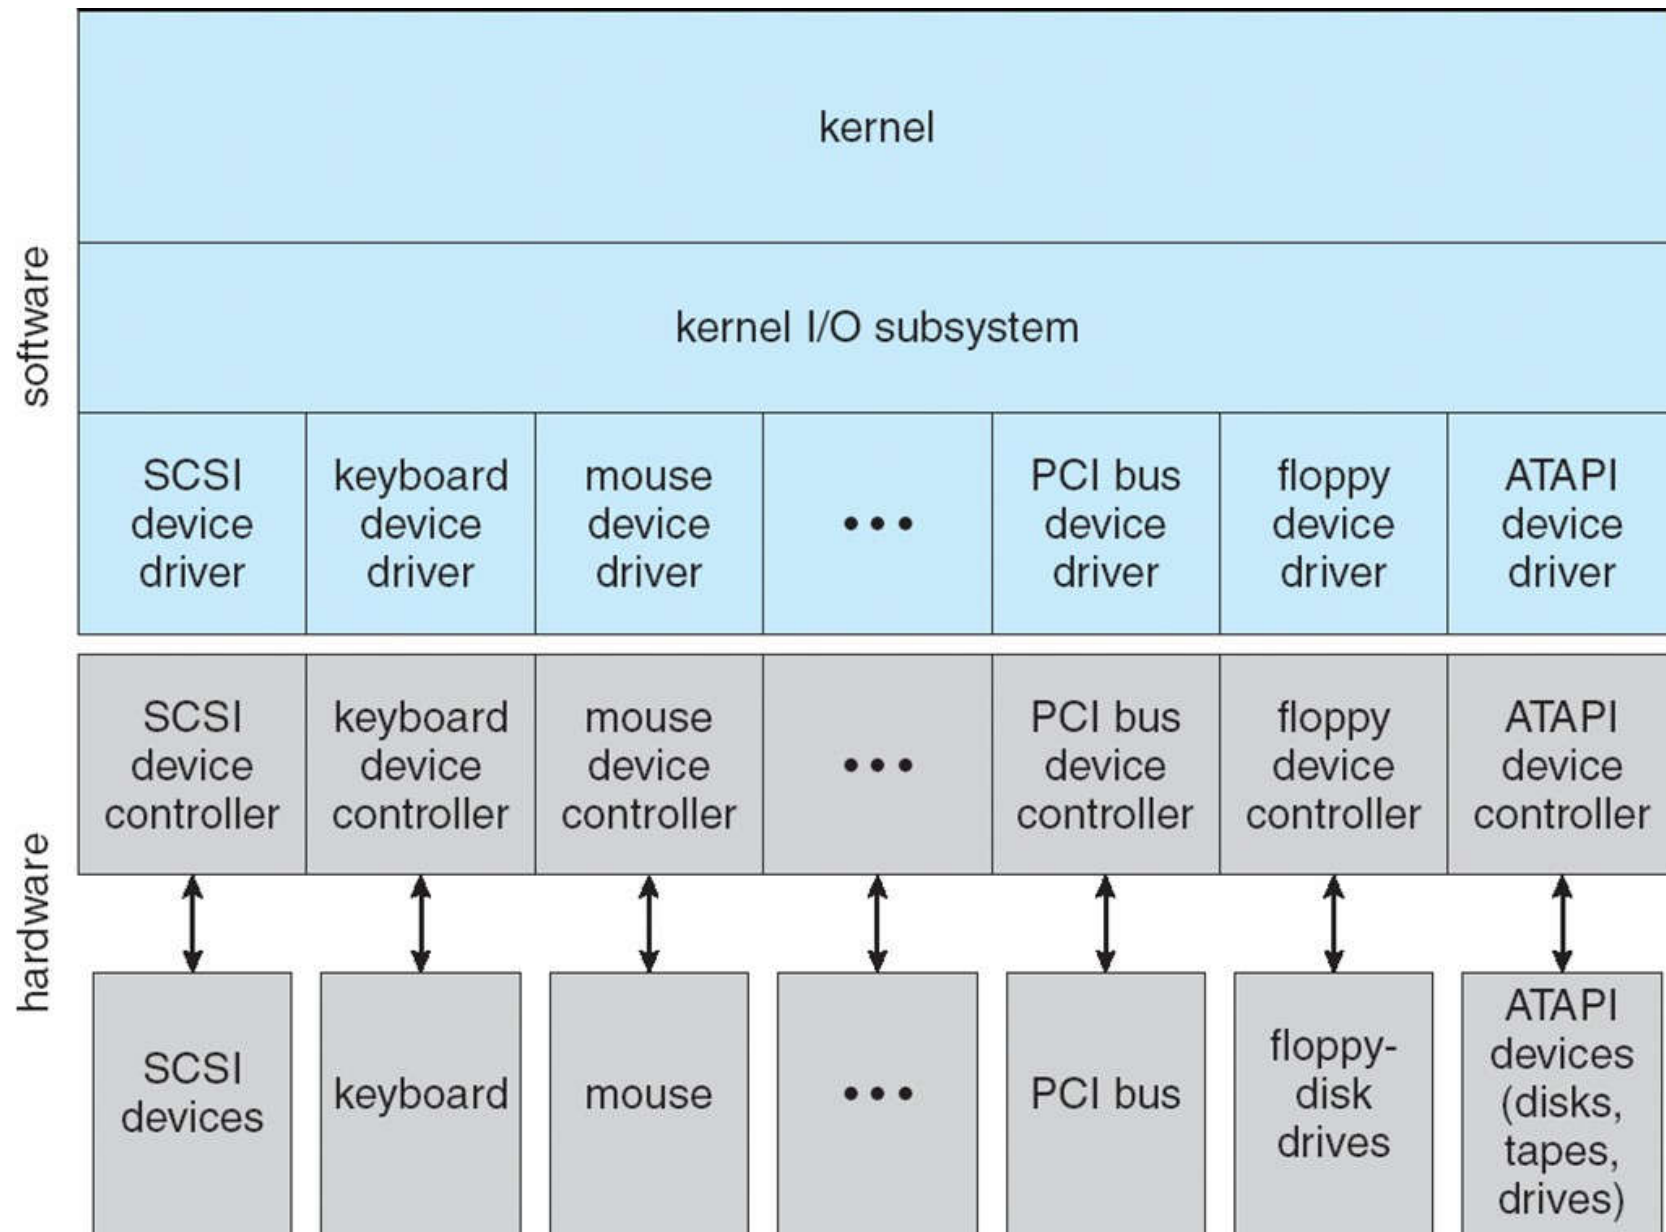 kernel
kernel I/O subsystem
software
SCSI
device
driver
keyboard
device
driver
mouse
device
driver
•••
PCI bus
device
driver
floppy
device
driver
ATAPI
device
driver
SCSI
device
controller
keyboard
device
controller
mouse
device
controller
•••
PCI bus
device
controller
floppy
device
controller
ATAPI
device
controller
hardware
SCSI
devices
keyboard
mouse
•••
PCI bus
floppy-
disk
drives
ATAPI
devices
(disks,
tapes,
drives)